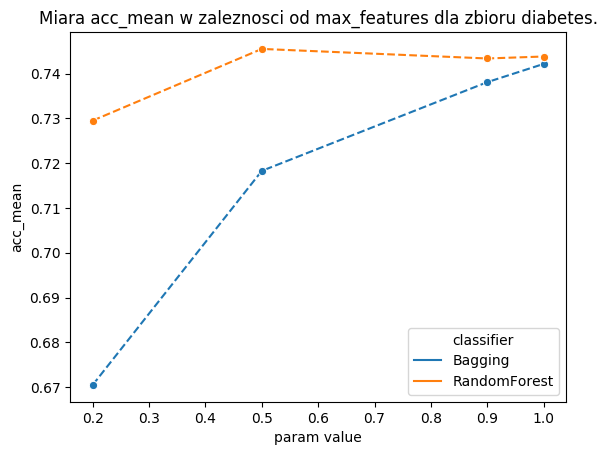 Miara acc_mean w zaleznosci od max_features dla zbioru diabetes.
acc_mean
0.74
0.73
0.72
0.71
0.70
0.69
0.68
0.67
0.2 0.3 0.4 0.5 0.6 0.7 0.8 0.9 1.0
param value
classifier
Bagging
RandomForest